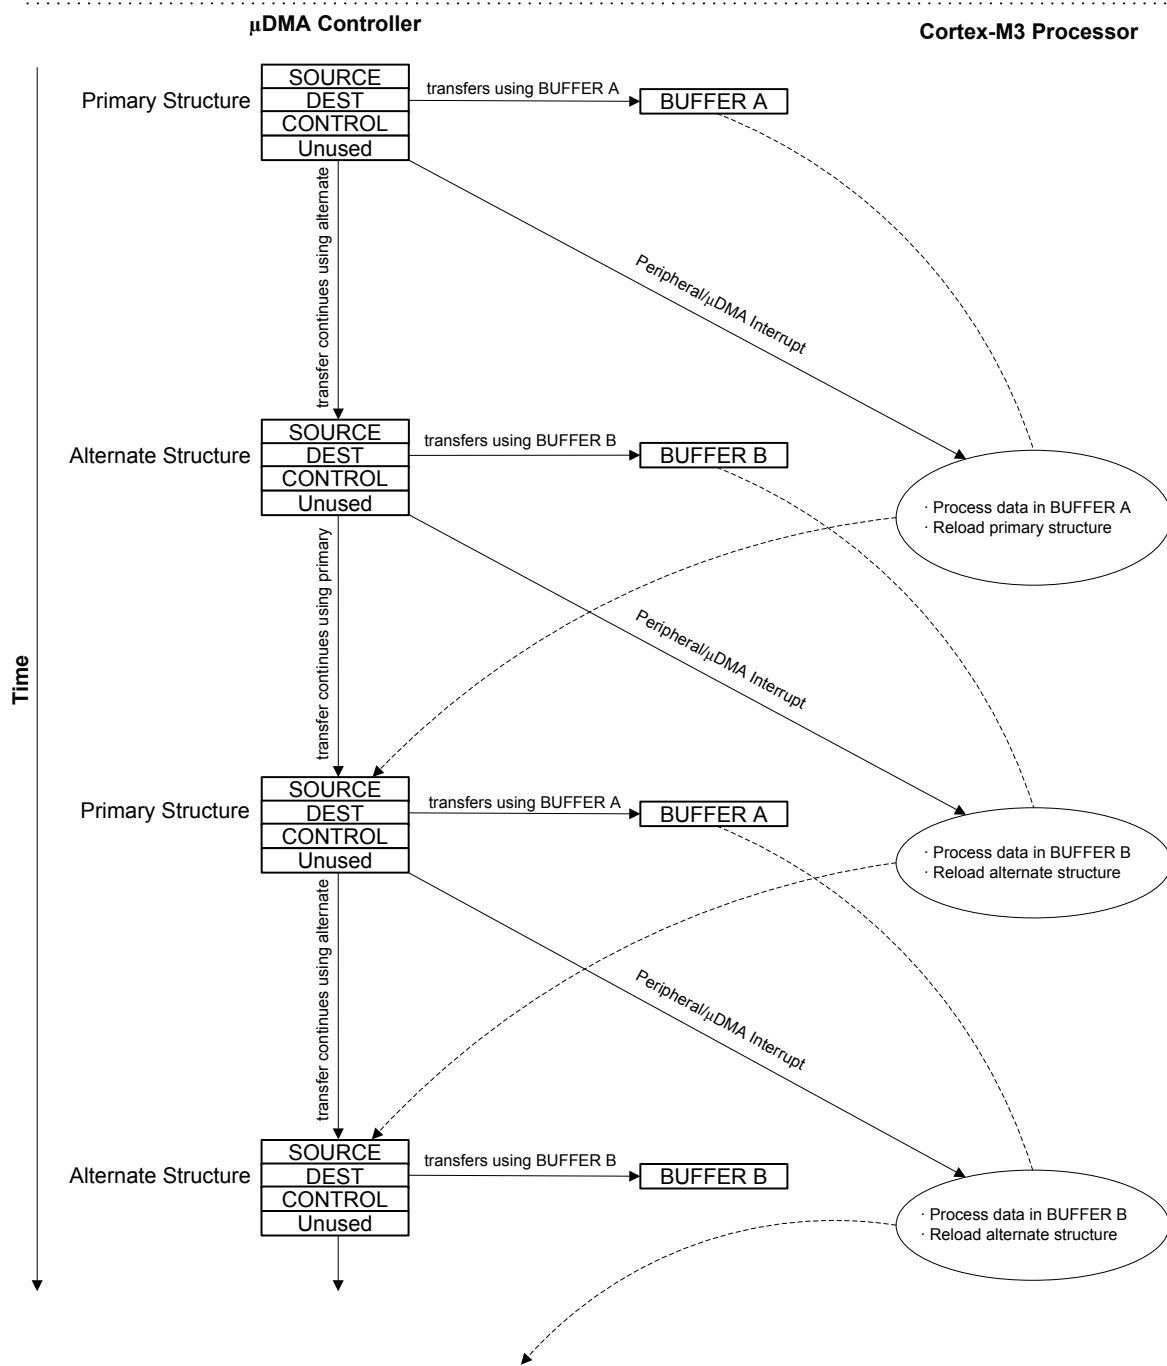 µDMA Controller
Cortex-M3 Processor
Primary Structure
SOURCE
DEST
CONTROL
Unused
transfers using BUFFER A
BUFFER A
transfer continues using alternate
Peripheral/µDMA Interrupt
Alternate Structure
SOURCE
DEST
CONTROL
Unused
transfers using BUFFER B
BUFFER B
· Process data in BUFFER A
· Reload primary structure
transfer continues using primary
Peripheral/µDMA Interrupt
Time
Primary Structure
SOURCE
DEST
CONTROL
Unused
transfers using BUFFER A
BUFFER A
· Process data in BUFFER B
· Reload alternate structure
transfer continues using alternate
Peripheral/µDMA Interrupt
Alternate Structure
SOURCE
DEST
CONTROL
Unused
transfers using BUFFER B
BUFFER B
· Process data in BUFFER B
· Reload alternate structure